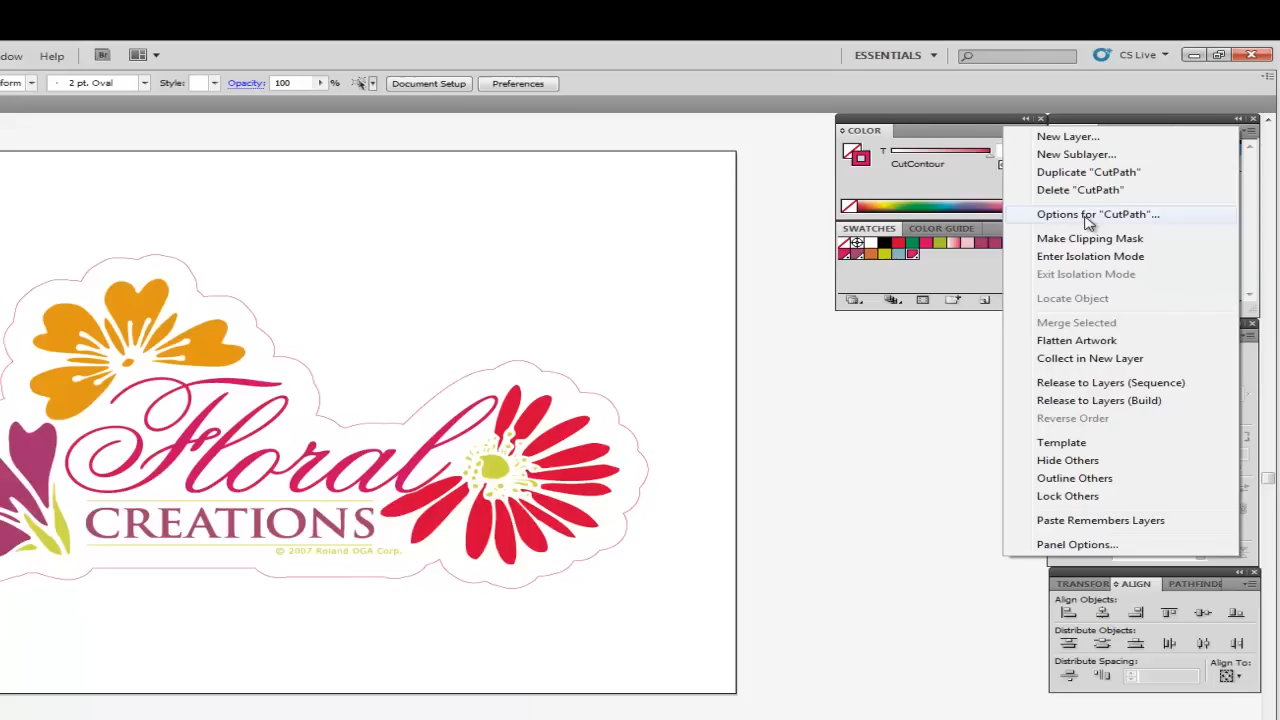 dow Help Br ESSENTIALS CS Live
form 2 pt. Oval Style: Opacity: 100 % Document Setup Preferences
COLOR
T
CutContour
SWATCHES COLOR GUIDE
New Layer...
New Sublayer...
Duplicate "CutPath"
Delete "CutPath"
Options for "CutPath"...
Make Clipping Mask
Enter Isolation Mode
Exit Isolation Mode
Locate Object
Merge Selected
Flatten Artwork
Collect in New Layer
Release to Layers (Sequence)
Release to Layers (Build)
Reverse Order
Template
Hide Others
Outline Others
Lock Others
Paste Remembers Layers
Panel Options...
Floral
CREATIONS
© 2007 Roland DGA Corp.
TRANSFOR ALIGN PATHFINDE
Align Objects:
Distribute Objects:
Distribute Spacing: Align To: